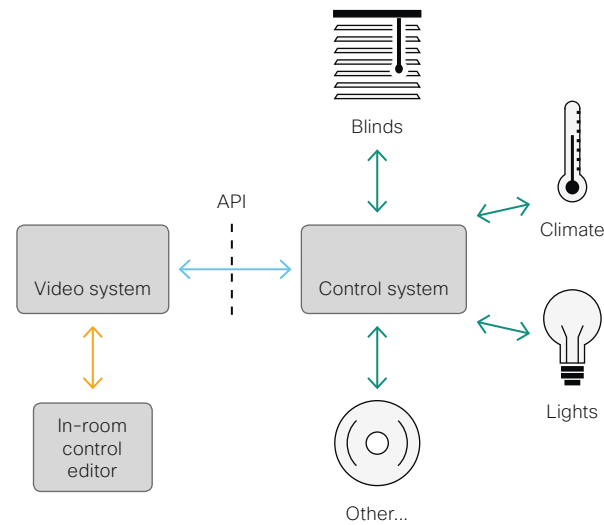 Blinds
API
Climate
Video system
Control system
In-room
control
editor
Lights
Other...